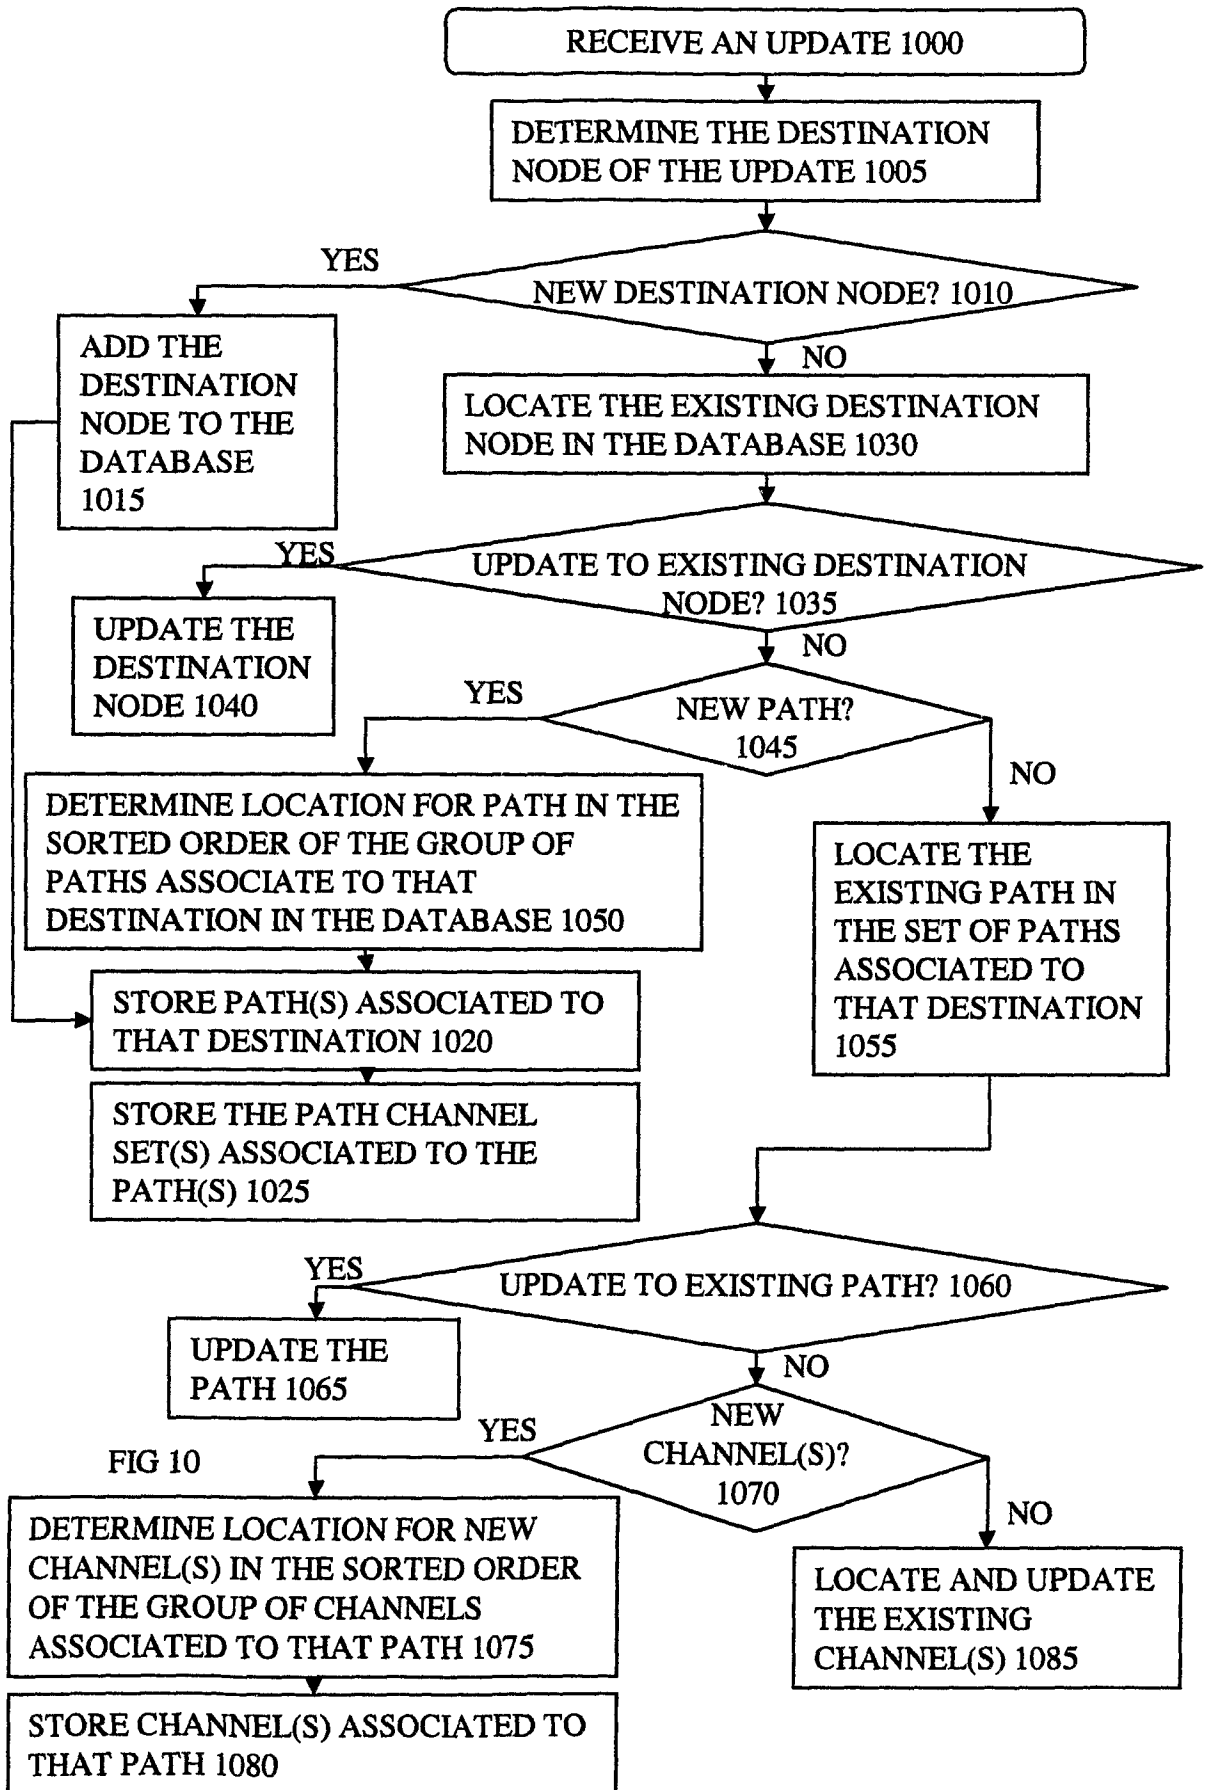 RECEIVE AN UPDATE 1000
DETERMINE THE DESTINATION
NODE OF THE UPDATE 1005
YES
NEW DESTINATION NODE? 1010
NO
ADD THE
DESTINATION
NODE TO THE
DATABASE
1015
LOCATE THE EXISTING DESTINATION
NODE IN THE DATABASE 1030
YES
UPDATE TO EXISTING DESTINATION
NODE? 1035
NO
UPDATE THE
DESTINATION
NODE 1040
YES
NEW PATH?
1045
NO
DETERMINE LOCATION FOR PATH IN THE
SORTED ORDER OF THE GROUP OF
PATHS ASSOCIATE TO THAT
DESTINATION IN THE DATABASE 1050
LOCATE THE
EXISTING PATH IN
THE SET OF PATHS
ASSOCIATED TO
THAT DESTINATION
1055
STORE PATH(S) ASSOCIATED TO
THAT DESTINATION 1020
STORE THE PATH CHANNEL
SET(S) ASSOCIATED TO THE
PATH(S) 1025
YES
UPDATE TO EXISTING PATH? 1060
NO
UPDATE THE
PATH 1065
YES
NEW
CHANNEL(S)?
1070
NO
FIG 10
DETERMINE LOCATION FOR NEW
CHANNEL(S) IN THE SORTED ORDER
OF THE GROUP OF CHANNELS
ASSOCIATED TO THAT PATH 1075
LOCATE AND UPDATE
THE EXISTING
CHANNEL(S) 1085
STORE CHANNEL(S) ASSOCIATED TO
THAT PATH 1080